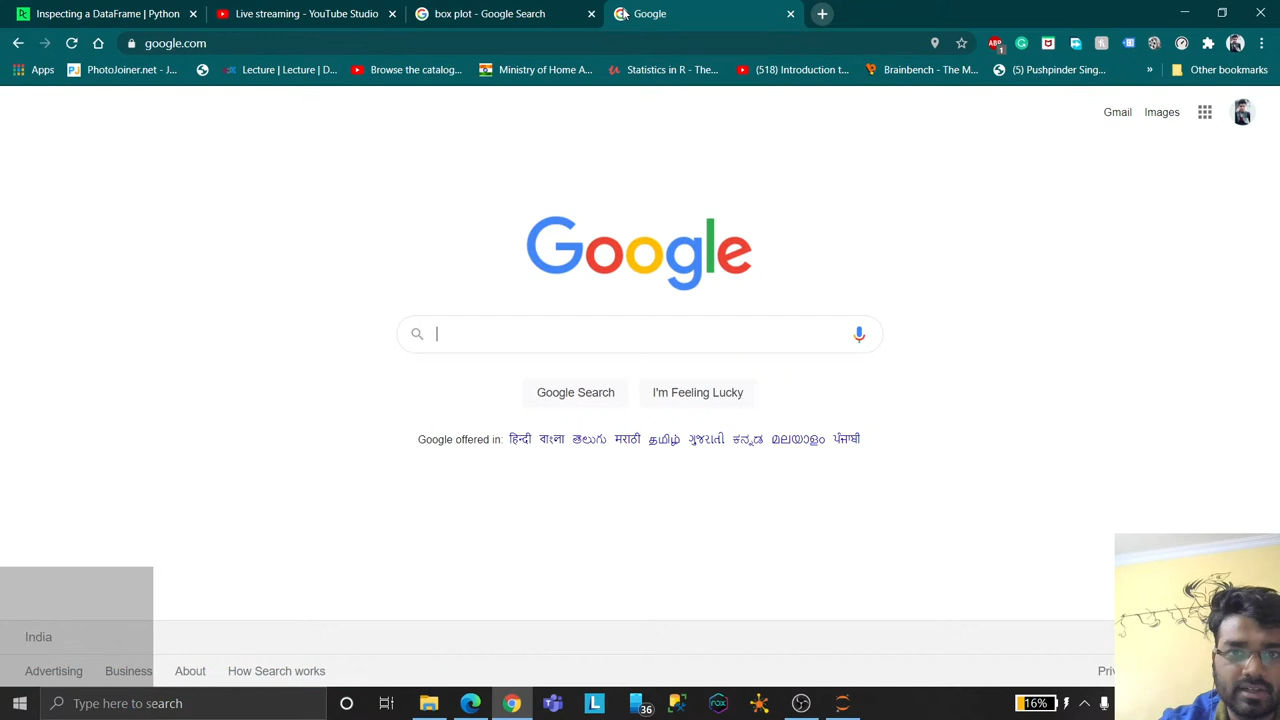 Inspecting a DataFrame | Python
Live streaming - YouTube Studio
box plot - Google Search
Google
google.com
1
Apps
PhotoJoiner.net - J...
Lecture | Lecture | D...
Browse the catalog...
Ministry of Home A...
Statistics in R - The...
(518) Introduction t...
Brainbench - The M...
(5) Pushpinder Sing...
Other bookmarks
Gmail
Images
Google
Google Search
I'm Feeling Lucky
Google offered in: हिन्दी বাংলা తెలుగు मराठी தமிழ் ગુજરાતી ಕನ್ನಡ മലയാളം ਪੰਜਾਬੀ
India
Advertising
Business
About
How Search works
Priv
Type here to search
36
16%